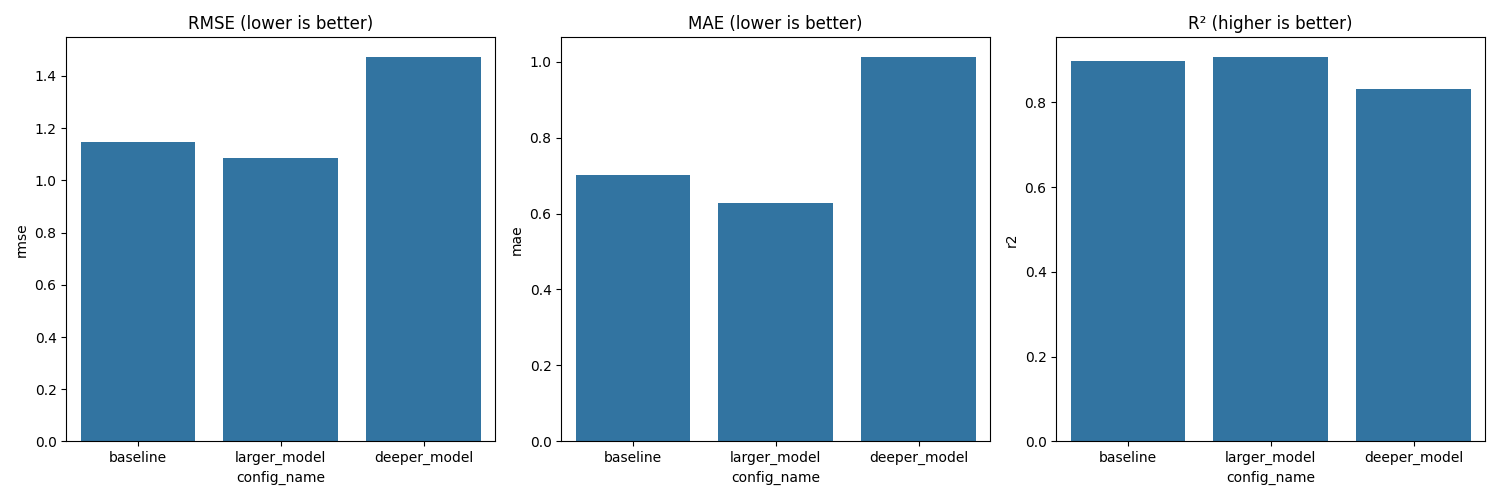 RMSE (lower is better)
rmse
1.4
1.2
1.0
0.8
0.6
0.4
0.2
0.0
baseline larger_model deeper_model
config_name
MAE (lower is better)
mae
1.0
0.8
0.6
0.4
0.2
0.0
baseline larger_model deeper_model
config_name
R² (higher is better)
r2
0.8
0.6
0.4
0.2
0.0
baseline larger_model deeper_model
config_name